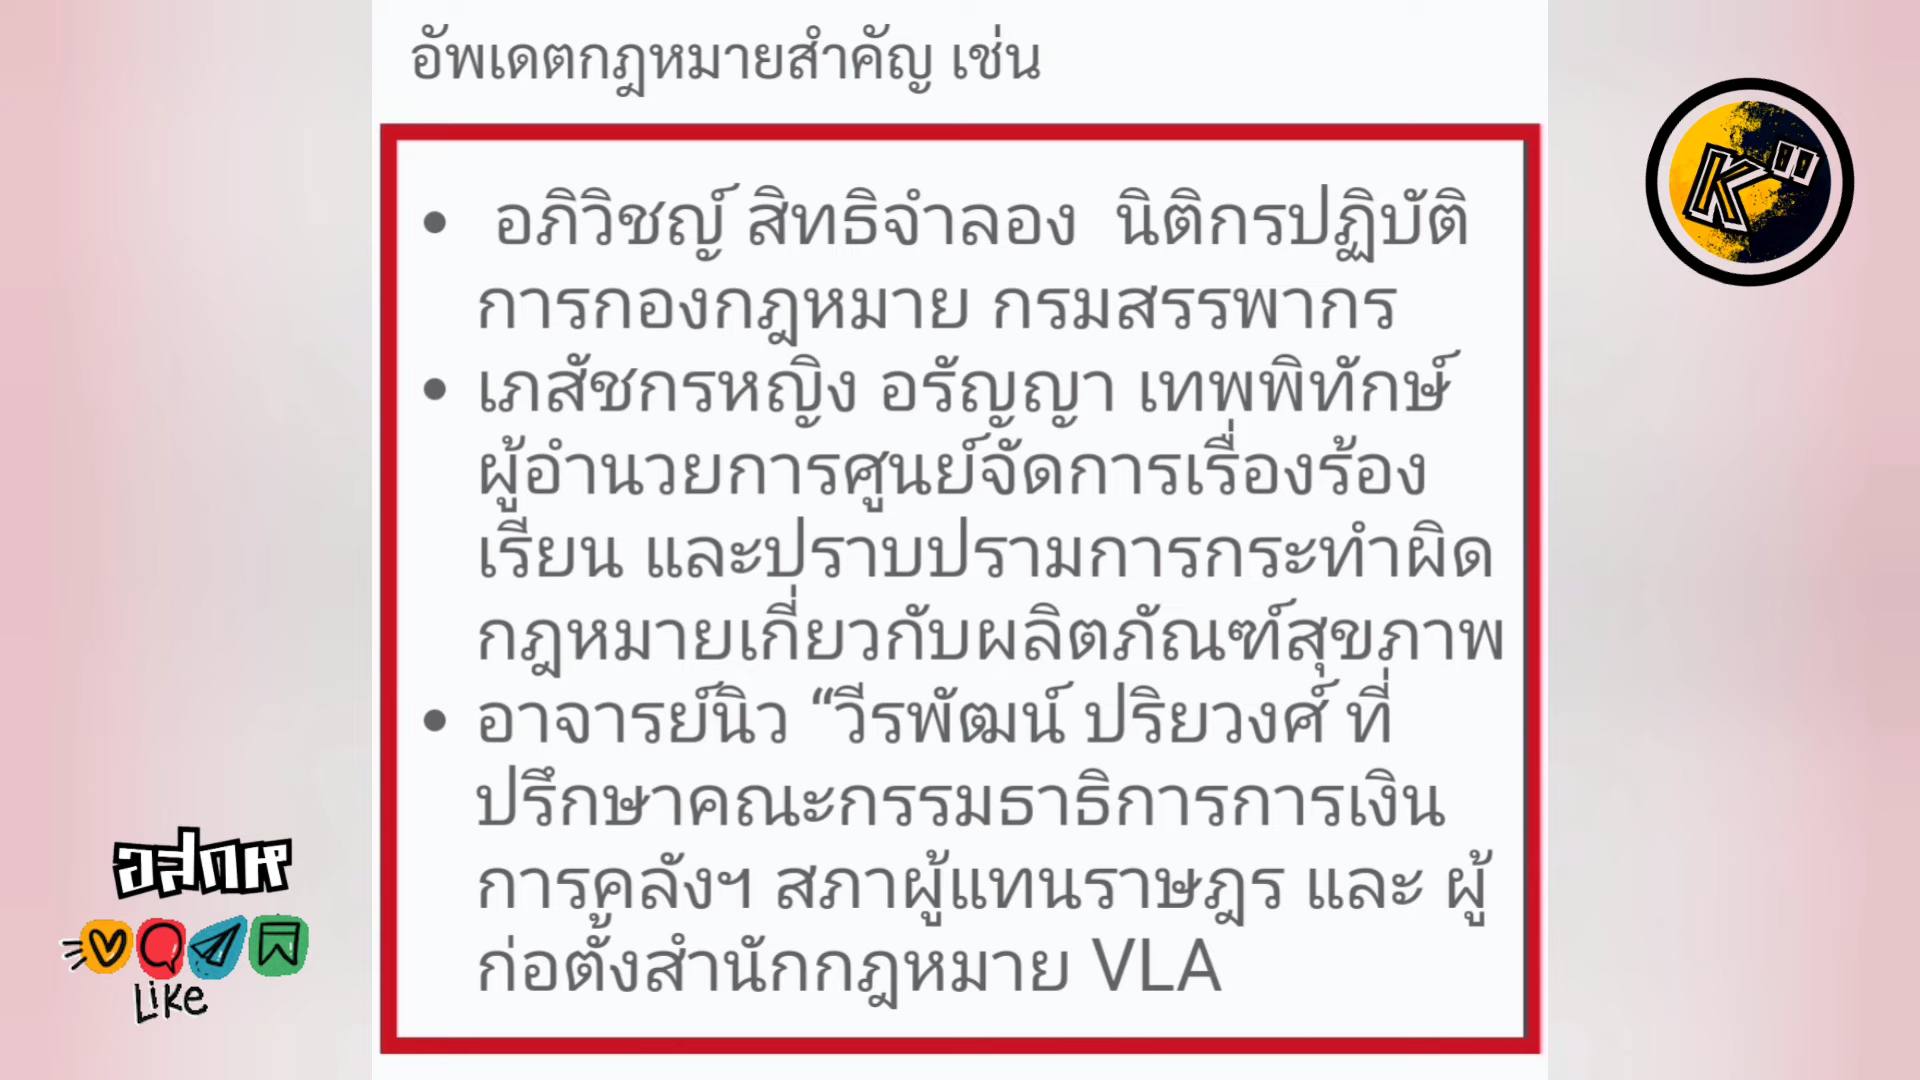 อัพเดตกฎหมายสำคัญ เช่น
• อภิวิชญ์ สิทธิจำลอง นิติกรปฏิบัติ
การกองกฎหมาย กรมสรรพากร
• เภสัชกรหญิง อรัญญา เทพพิทักษ์
ผู้อำนวยการศูนย์จัดการเรื่องร้อง
เรียน และปราบปรามการกระทำผิด
กฎหมายเกี่ยวกับผลิตภัณฑ์สุขภาพ
• อาจารย์นิว “วีรพัฒน์ ปริยวงศ์ ที่
ปรึกษาคณะกรรมธาธิการการเงิน
การคลังฯ สภาผู้แทนราษฎร และ ผู้
ก่อตั้งสำนักกฎหมาย VLA
K"
อสกห
LIKe